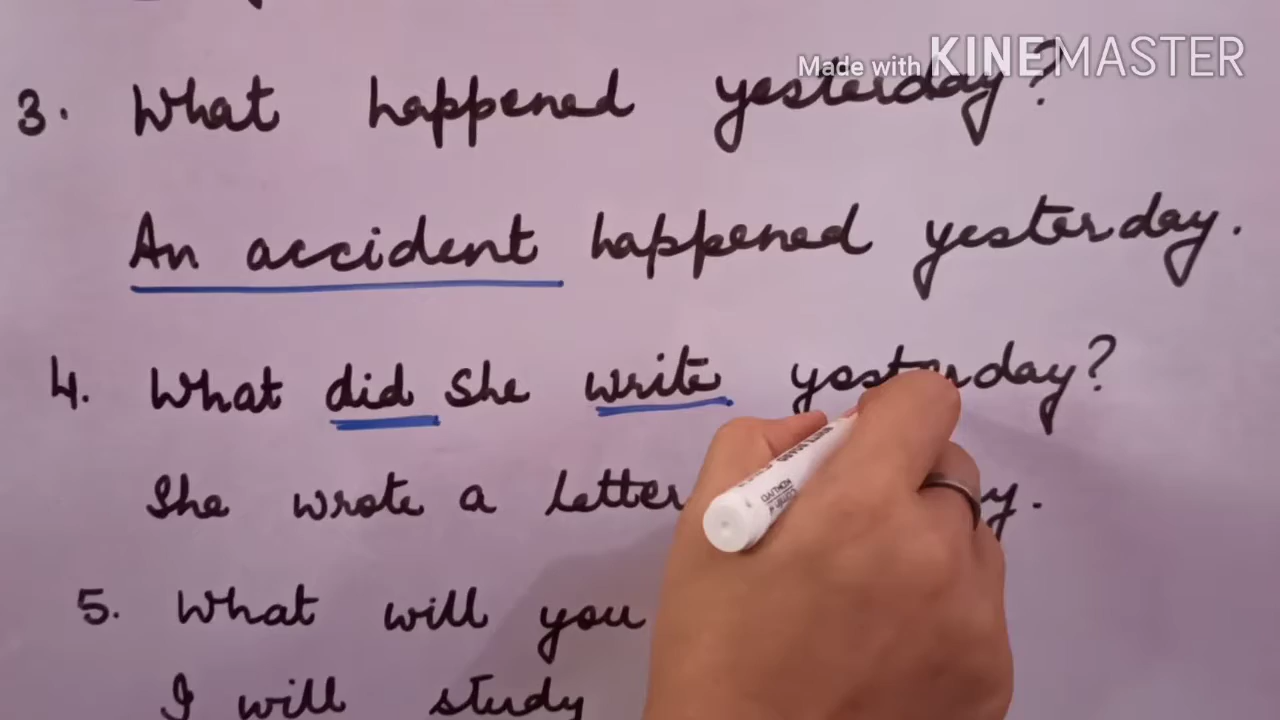 Made with KINEMASTER
3. What happened yesterday?
An accident happened yesterday.
4. What did she write yesterday?
She wrote a letter
5. What will you
I will study